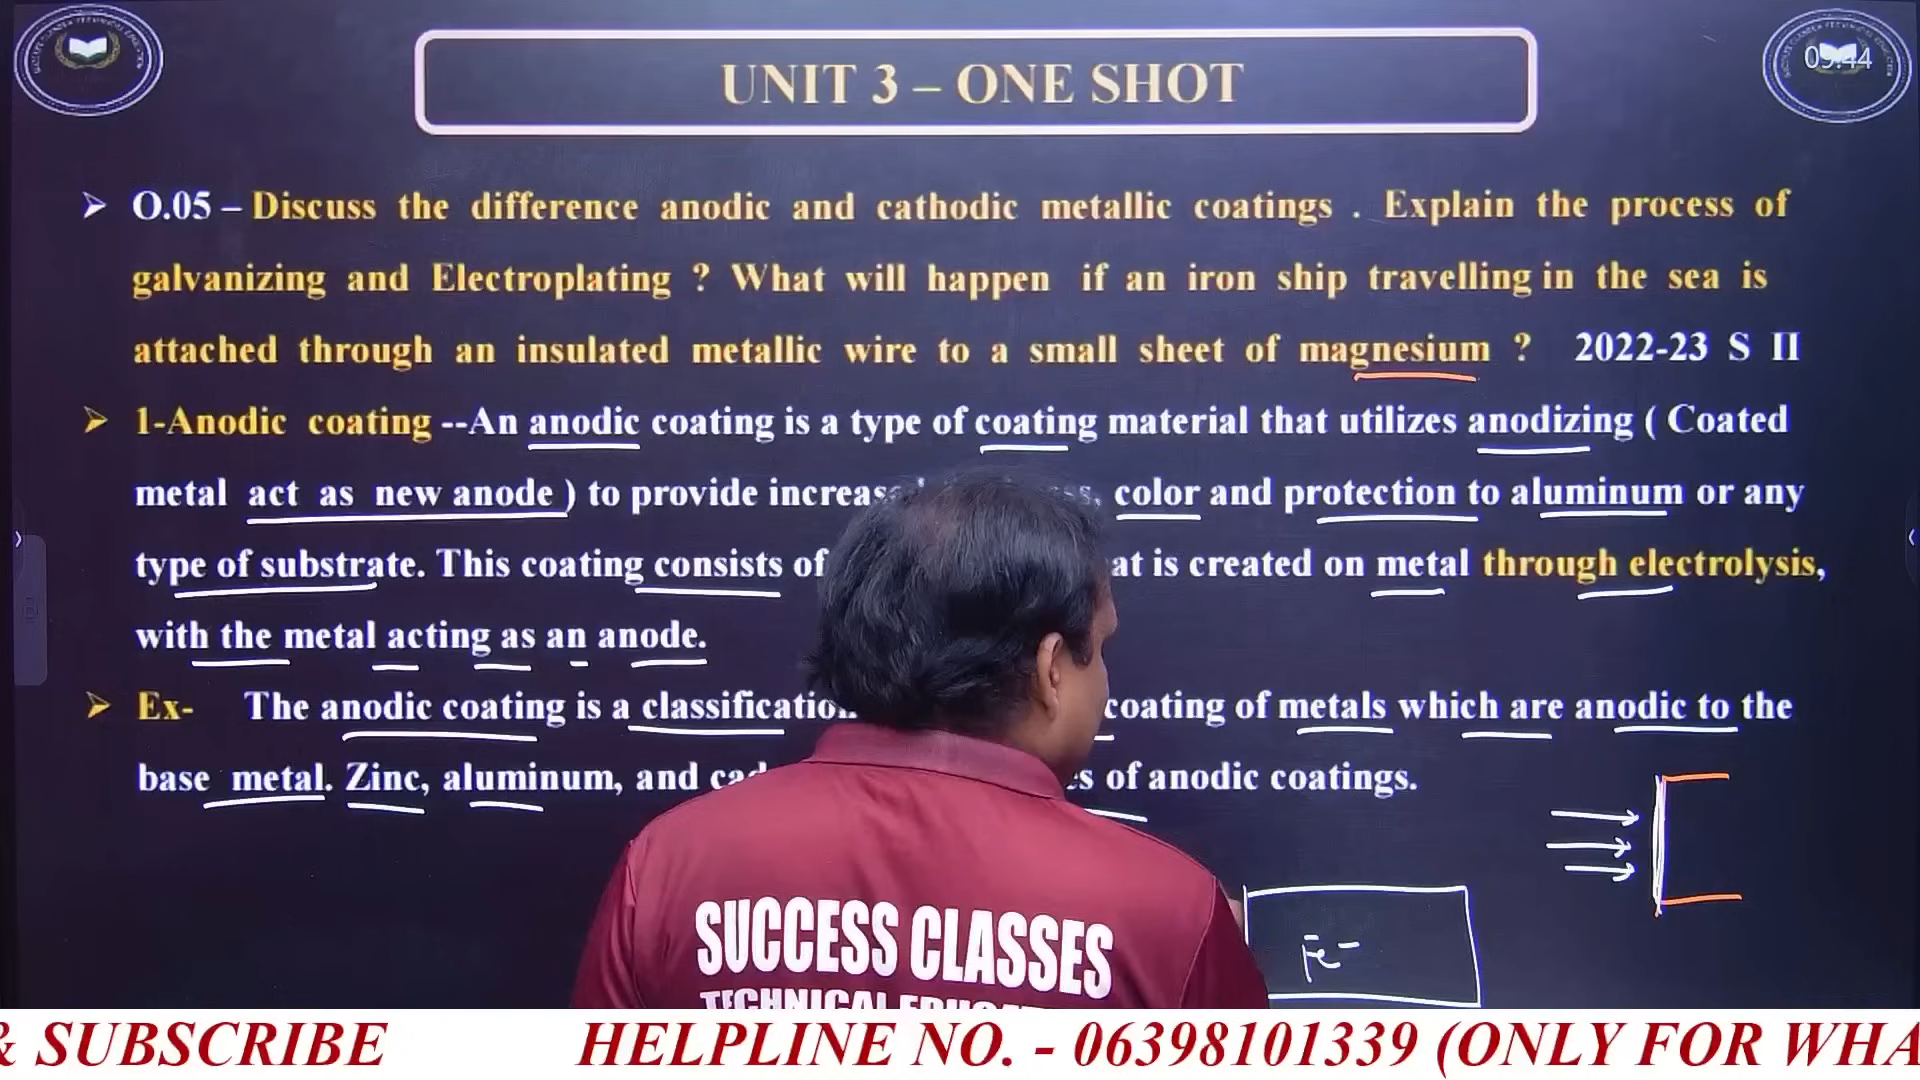 09:44
UNIT 3 – ONE SHOT
O.05 – Discuss the difference anodic and cathodic metallic coatings . Explain the process of
galvanizing and Electroplating ? What will happen if an iron ship travelling in the sea is
attached through an insulated metallic wire to a small sheet of magnesium ? 2022-23 S II
1-Anodic coating --An anodic coating is a type of coating material that utilizes anodizing ( Coated
metal act as new anode ) to provide color and protection to aluminum or any
type of substrate. This coating consists of at is created on metal through electrolysis,
with the metal acting as an anode.
Ex- The anodic coating is a coating of metals which are anodic to the
base metal. Zinc, aluminum, and of anodic coatings.
Fe
SUCCESS CLASSES
& SUBSCRIBE HELPLINE NO. - 06398101339 (ONLY FOR WHA